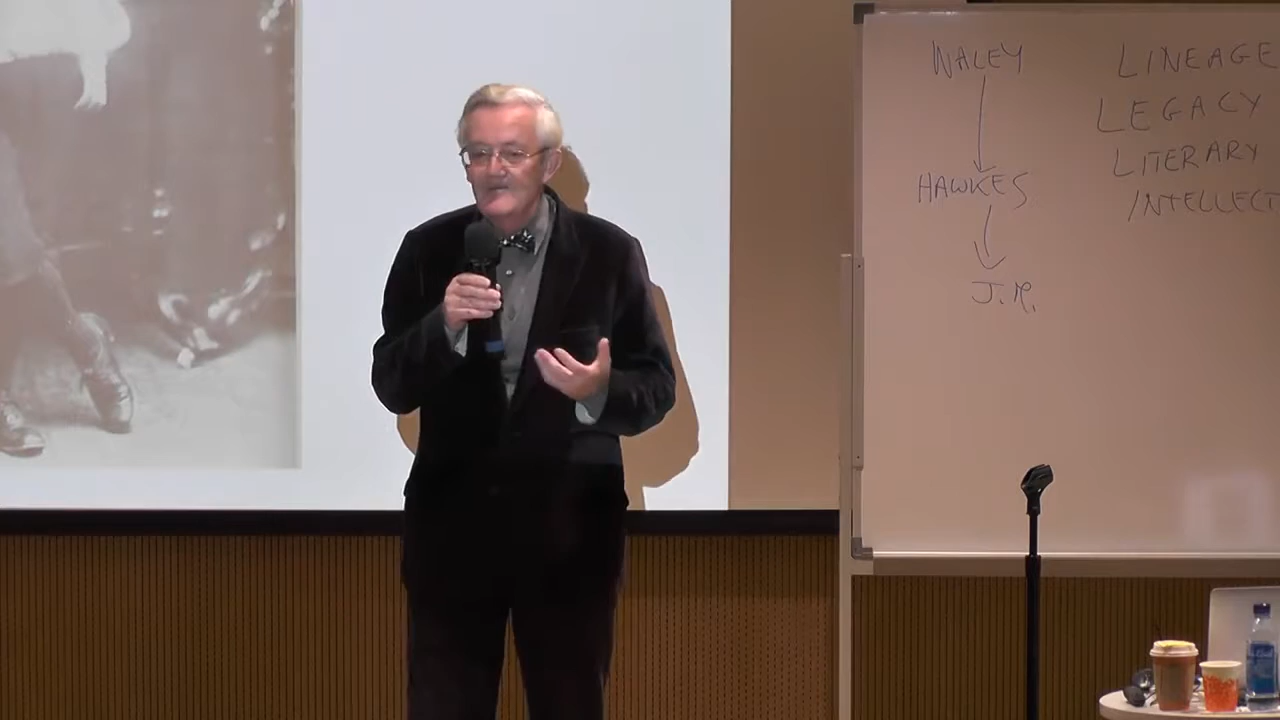 WALEY
HAWKES
J.M.
LINEAGE
LEGACY
LITERARY
INTELLECT